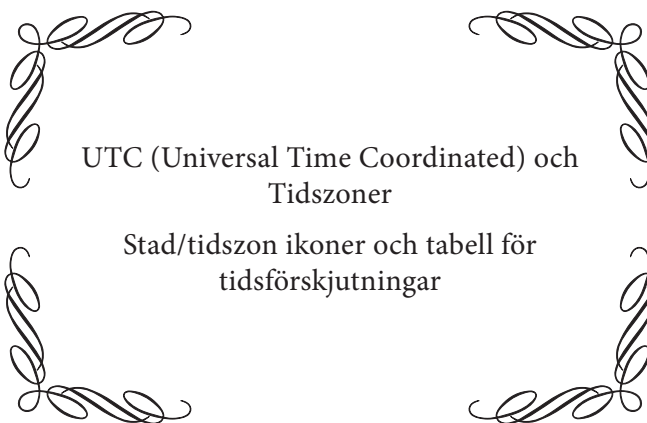 UTC (Universal Time Coordinated) och
Tidszoner
Stad/tidszon ikoner och tabell för
tidsförskjutningar